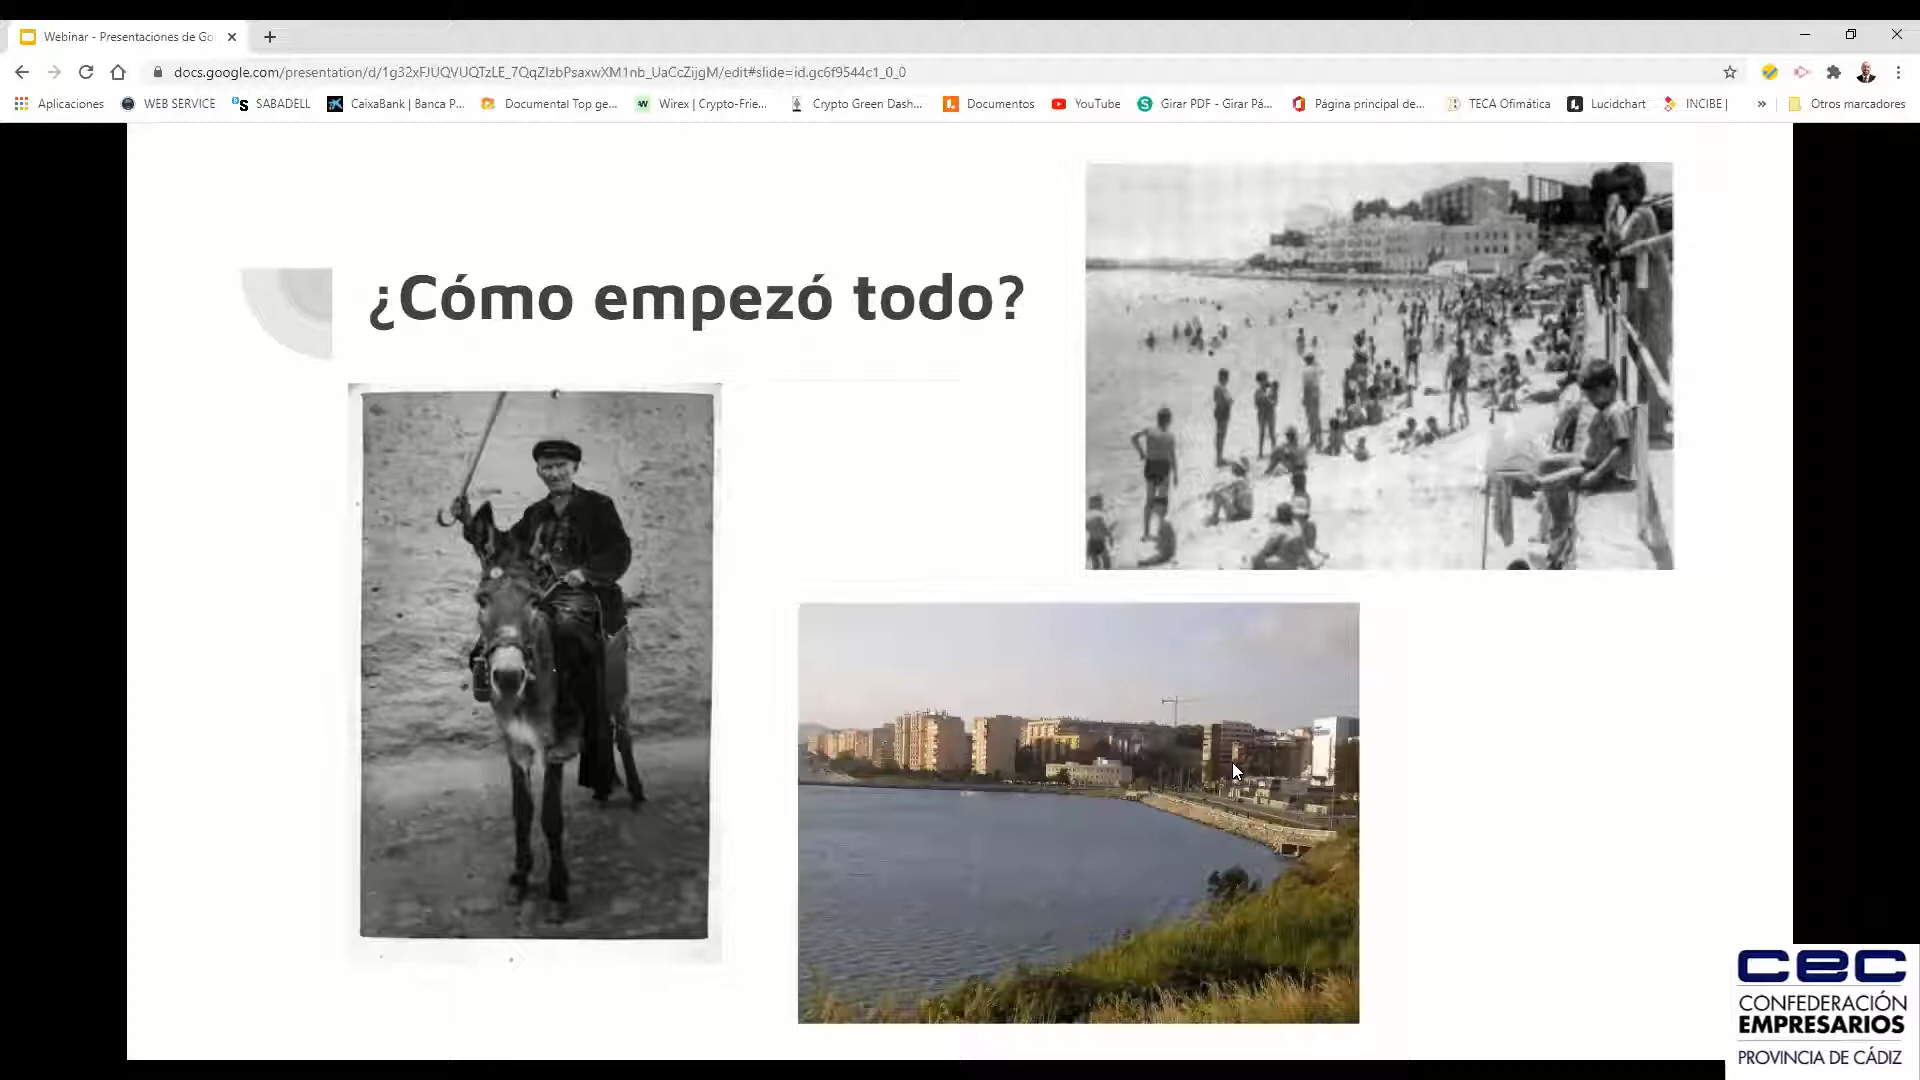 Webinar - Presentaciones de Go
docs.google.com/presentation/d/1g32xFJUQVUQTzLE_7QqZIzbPsaxwXM1nb_UaCcZijgM/edit#slide=id.gc6f9544c1_0_0
Aplicaciones WEB SERVICE SABADELL CaixaBank | Banca P... Documental Top ge... Wirex | Crypto-Frie... Crypto Green Dash... Documentos YouTube Girar PDF - Girar Pá... Página principal de... TECA Ofimática Lucidchart INCIBE | » Otros marcadores
¿Cómo empezó todo?
cec
CONFEDERACIÓN
EMPRESARIOS
PROVINCIA DE CÁDIZ